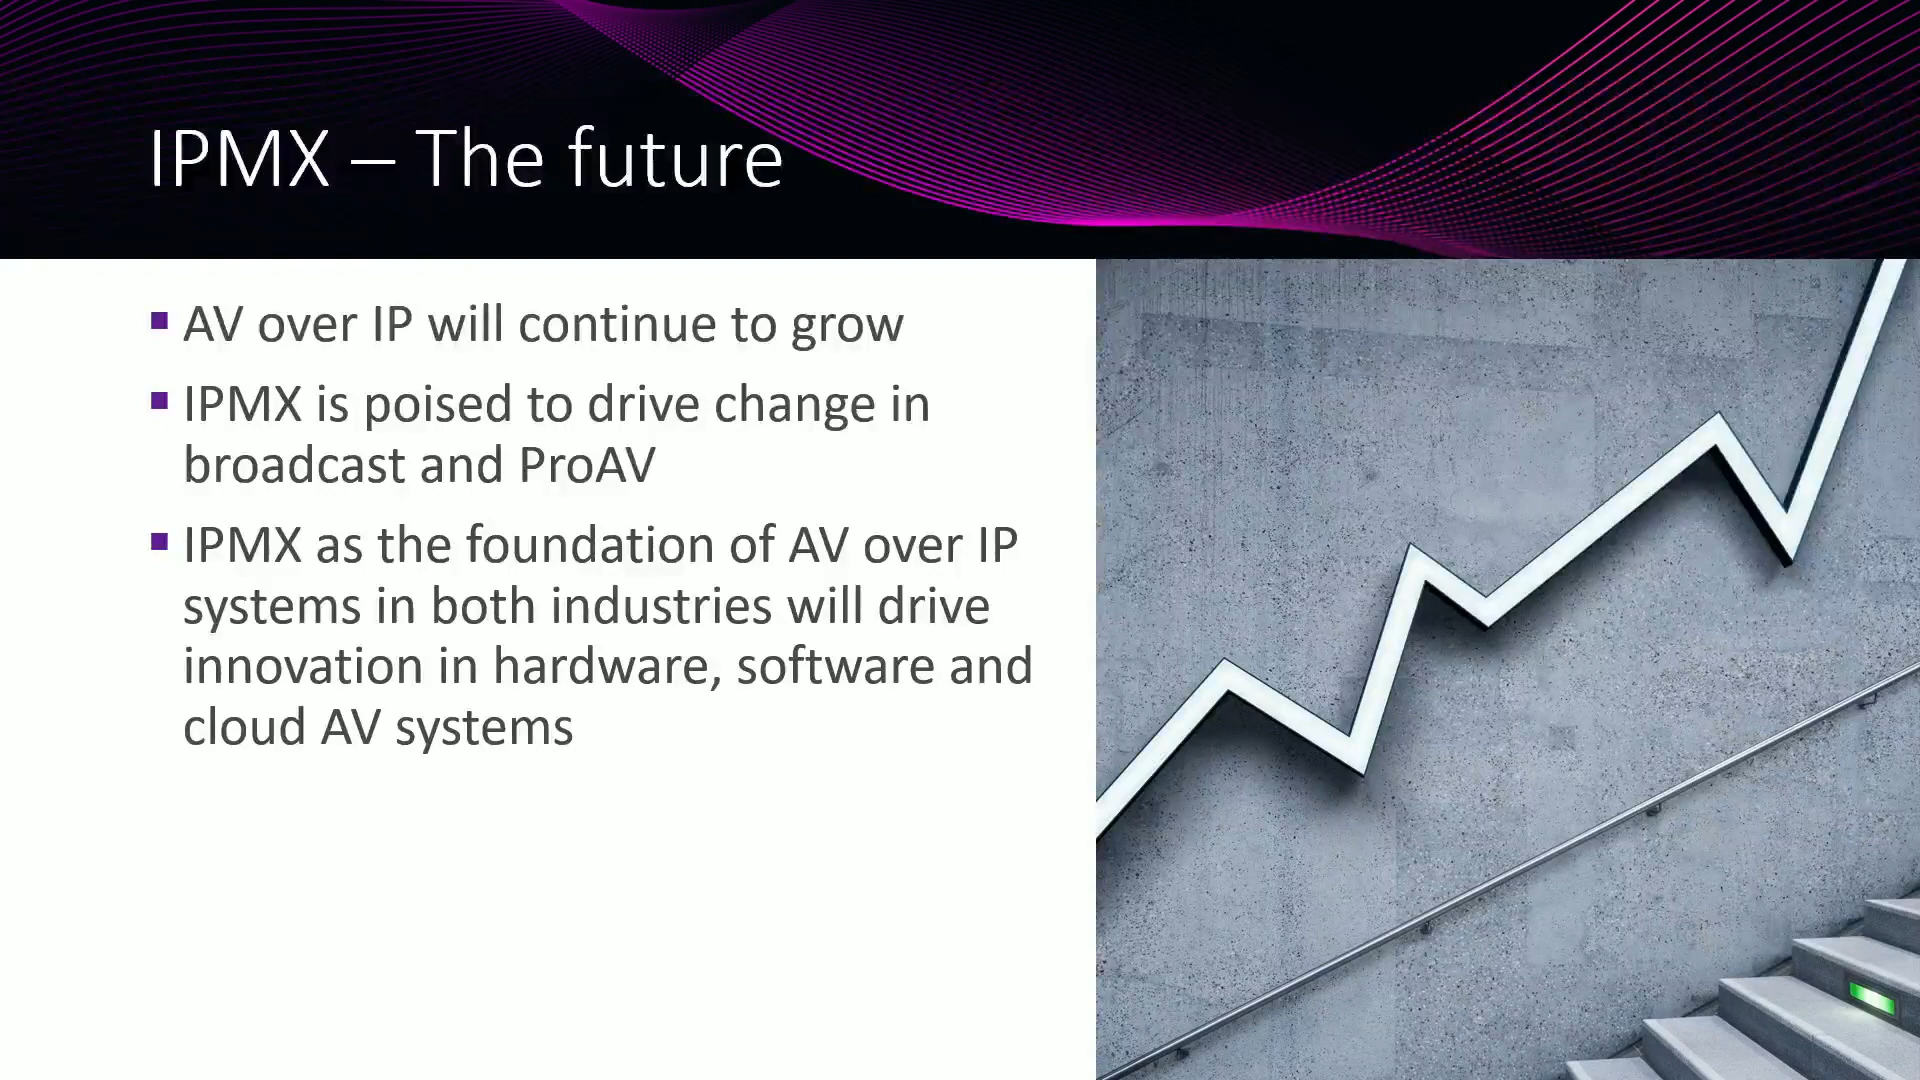 IPMX – The future
▪ AV over IP will continue to grow
▪ IPMX is poised to drive change in
broadcast and ProAV
▪ IPMX as the foundation of AV over IP
systems in both industries will drive
innovation in hardware, software and
cloud AV systems